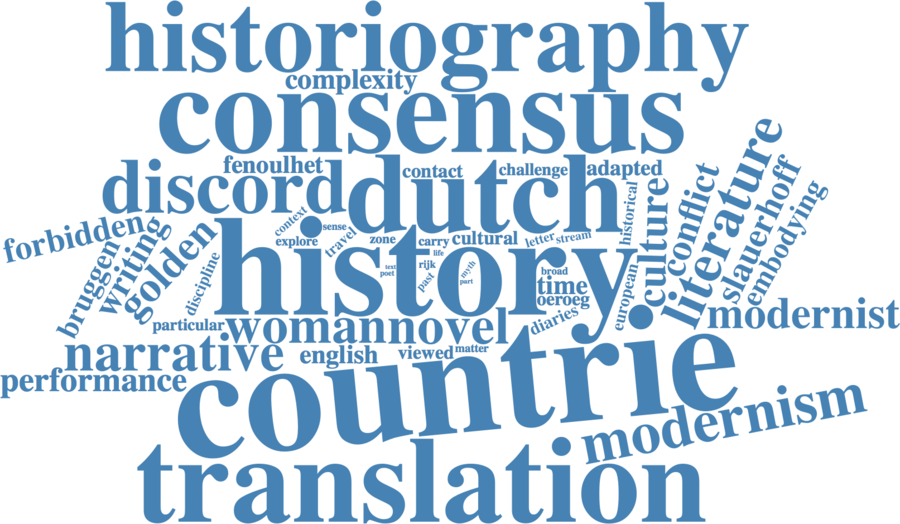 historiography
complexity
consensus
fenoulhet
contact
challenge
adapted
discord
dutch
literature
conflict
slauerhoff
embodying
culture
historical
context
sense
explore
travel
zone
carry
cultural
letter
stream
forbidden
writing
bruggen
golden
discipline
history
life
text
poet
rijk
past
myth
part
broad
time
oeroeg
european
diaries
particular
woman
novel
modernist
narrative
english
viewed
matter
performance
countrie
modernism
translation